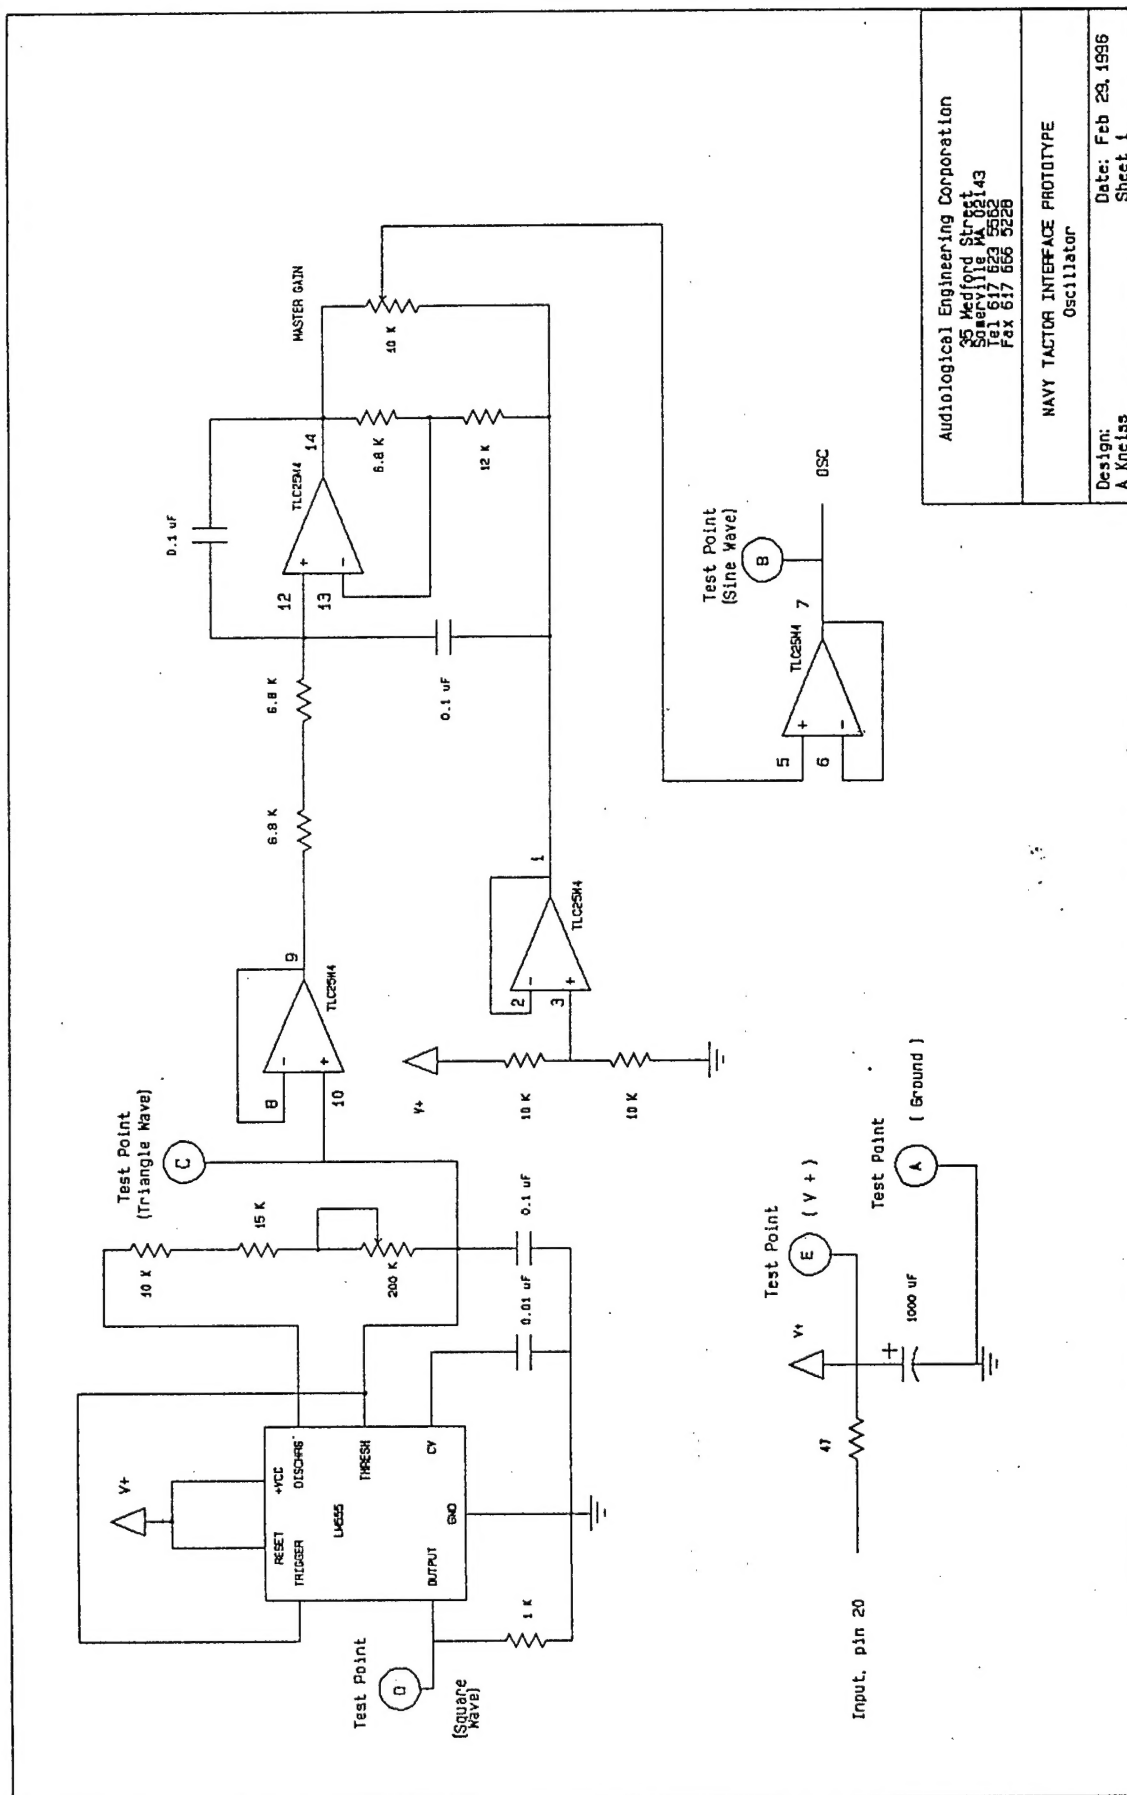 Test Point
D
(Square
Wave)
V+
RESET
+VCC
TRIGGER
DISCHRG
LM555
THRESH
OUTPUT
GND
CV
1 K
10 K
15 K
200 K
0.01 uF
0.1 uF
Test Point
(Triangle Wave)
C
8
-
10
+
9
TLC25M4
V+
10 K
10 K
2
-
3
+
1
TLC25M4
6.8 K
6.8 K
0.1 uF
0.1 uF
12
+
13
-
14
TLC25M4
6.8 K
12 K
MASTER GAIN
10 K
5
+
6
-
7
TLC25M4
Test Point
(Sine Wave)
B
OSC
Input, pin 20
47
V+
+
1000 uF
Test Point
E
( V + )
Test Point
A
( Ground )
Audiological Engineering Corporation
35 Medford Street
Somerville MA 02143
Tel 617 623 5562
Fax 617 666 5228
NAVY TACTOR INTERFACE PROTOTYPE
Oscillator
Design:
A Kneiss
Date: Feb 29, 1996
Sheet 1